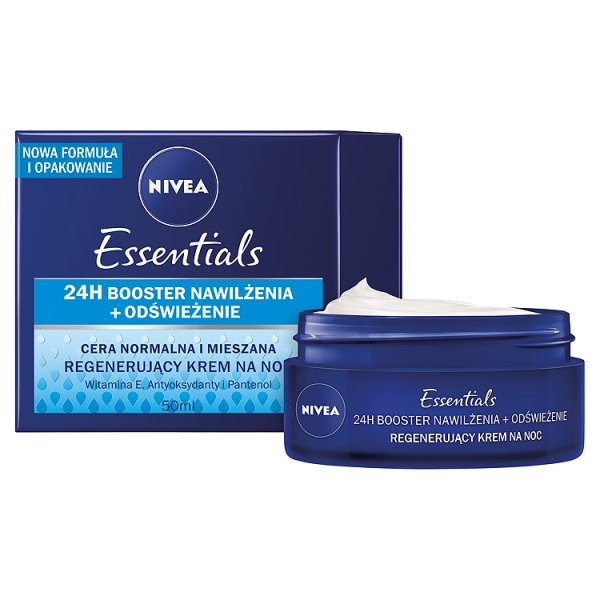 NOWA FORMUŁA
I OPAKOWANIE
NIVEA
Essentials
24H BOOSTER NAWILŻENIA
+ ODŚWIEŻENIE
CERA NORMALNA I MIESZANA
REGENERUJĄCY KREM NA NOC
Witamina E, Antyoksydanty i Pantenol
50ml
NIVEA
Essentials
24H BOOSTER NAWILŻENIA + ODŚWIEŻENIE
REGENERUJĄCY KREM NA NOC